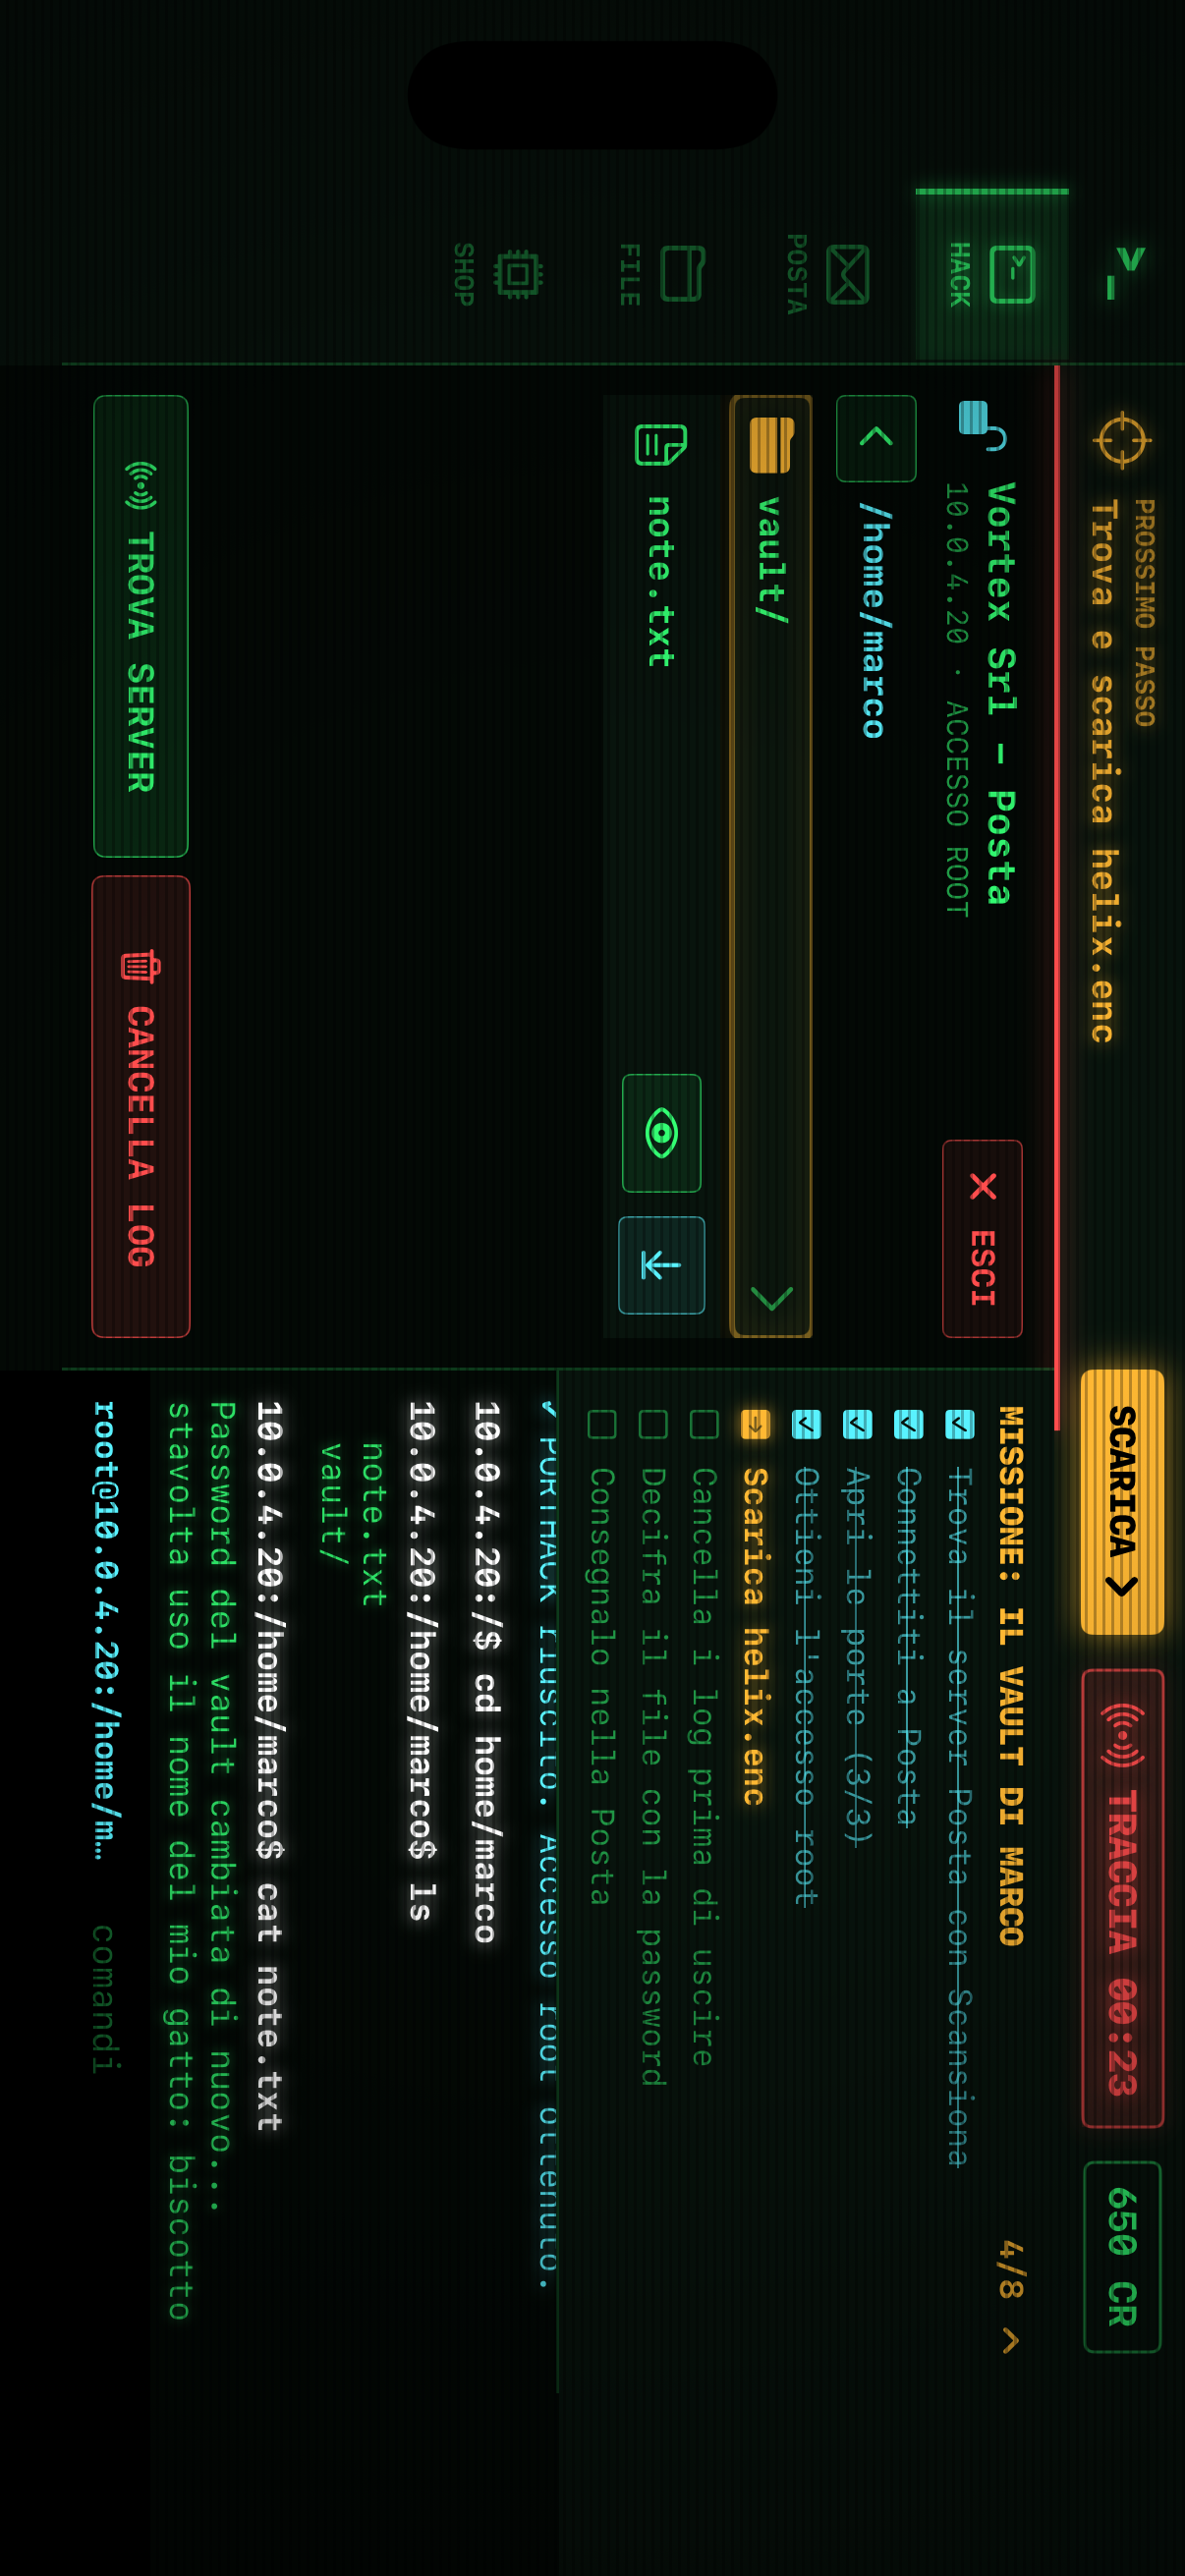 >_
HACK
POSTA
FILE
SHOP
PROSSIMO PASSO
Trova e scarica helix.enc
SCARICA
TRACCIA 00:23
650 CR
Vortex Srl — Posta
10.0.4.20 · ACCESSO ROOT
ESCI
/home/marco
vault/
note.txt
TROVA SERVER
CANCELLA LOG
MISSIONE: IL VAULT DI MARCO
4/8
Trova il server Posta con Scansiona
Connettiti a Posta
Apri le porte (3/3)
Ottieni l'accesso root
Scarica helix.enc
Cancella i log prima di uscire
Decifra il file con la password
Consegnalo nella Posta
✓ PORTHACK riuscito. Accesso root ottenuto.
10.0.4.20:/$ cd home/marco
10.0.4.20:/home/marco$ ls
note.txt
vault/
10.0.4.20:/home/marco$ cat note.txt
Password del vault cambiata di nuovo...
stavolta uso il nome del mio gatto: biscotto
root@10.0.4.20:/home/m…
comandi